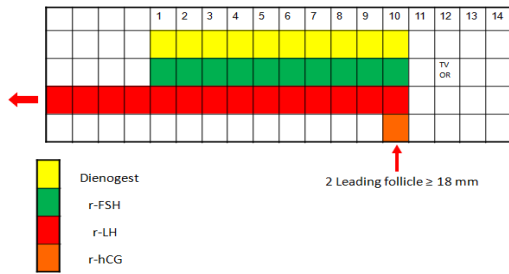 1 2 3 4 5 6 7 8 9 10 11 12 13 14
TV
OR
2 Leading follicle ≥ 18 mm
Dienogest
r-FSH
r-LH
r-hCG